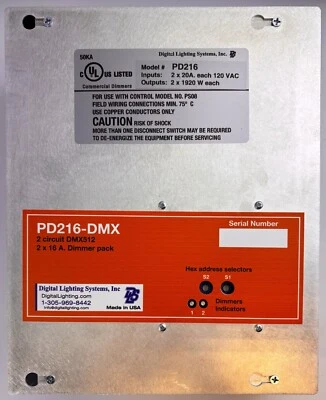 Digital Lighting Systems, Inc DLS
50KA
Model # PD216
C UL US LISTED
Commercial Dimmers
Inputs: 2 x 20A. each 120 VAC
Outputs: 2 x 1920 W each
FOR USE WITH CONTROL MODEL NO. PS08
FIELD WIRING CONNECTIONS MIN. 75° C
USE COPPER CONDUCTORS ONLY
CAUTION RISK OF SHOCK
MORE THAN ONE DISCONNECT SWITCH MAY BE REQUIRED
TO DE-ENERGIZE THE EQUIPMENT BEFORE SERVICING
PD216-DMX
2 circuit DMX512
2 x 16 A. Dimmer pack
Serial Number
Hex address selectors
S2 S1
Digital Lighting Systems, Inc
DigitalLighting.com
1-305-969-8442
info@digitallighting.com
DLS
Made in USA
Dimmers
Indicators
1 2